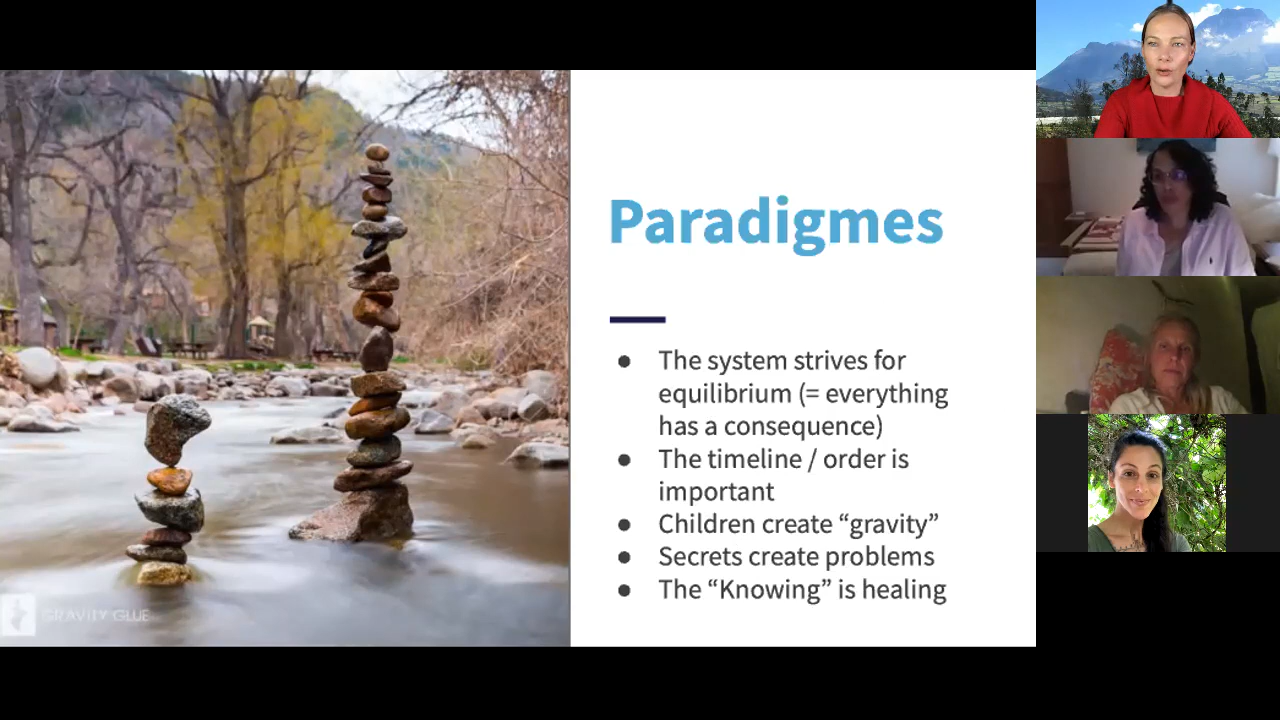 Paradigmes
● The system strives for
equilibrium (= everything
has a consequence)
● The timeline / order is
important
● Children create “gravity”
● Secrets create problems
● The “Knowing” is healing
GRAVITY GLUE